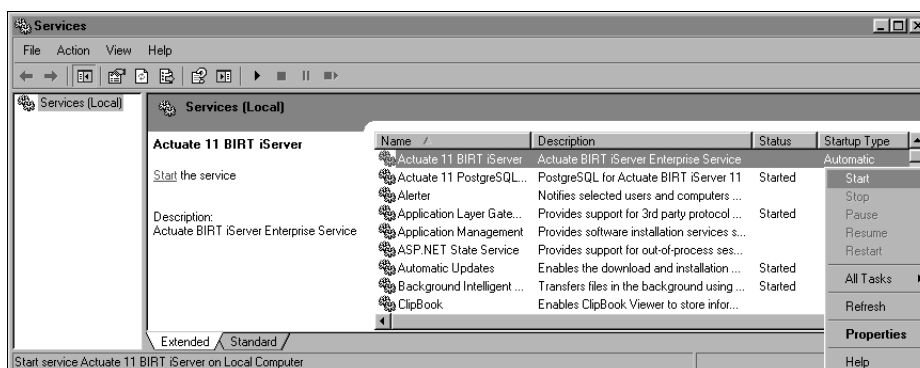 Services
File Action View Help
Services (Local)
Services (Local)
Actuate 11 BIRT iServer
Start the service
Description:
Actuate BIRT iServer Enterprise Service
Name Description Status Startup Type
Actuate 11 BIRT iServer Actuate BIRT iServer Enterprise Service Automatic
Actuate 11 PostgreSQL... PostgreSQL for Actuate BIRT iServer 11 Started
Alerter Notifies selected users and computers ...
Application Layer Gate... Provides support for 3rd party protocol ... Started
Application Management Provides software installation services s...
ASP.NET State Service Provides support for out-of-process ses...
Automatic Updates Enables the download and installation ... Started
Background Intelligent ... Transfers files in the background using ... Started
ClipBook Enables ClipBook Viewer to store infor...
Start
Stop
Pause
Resume
Restart
All Tasks
Refresh
Properties
Help
Extended Standard
Start service Actuate 11 BIRT iServer on Local Computer